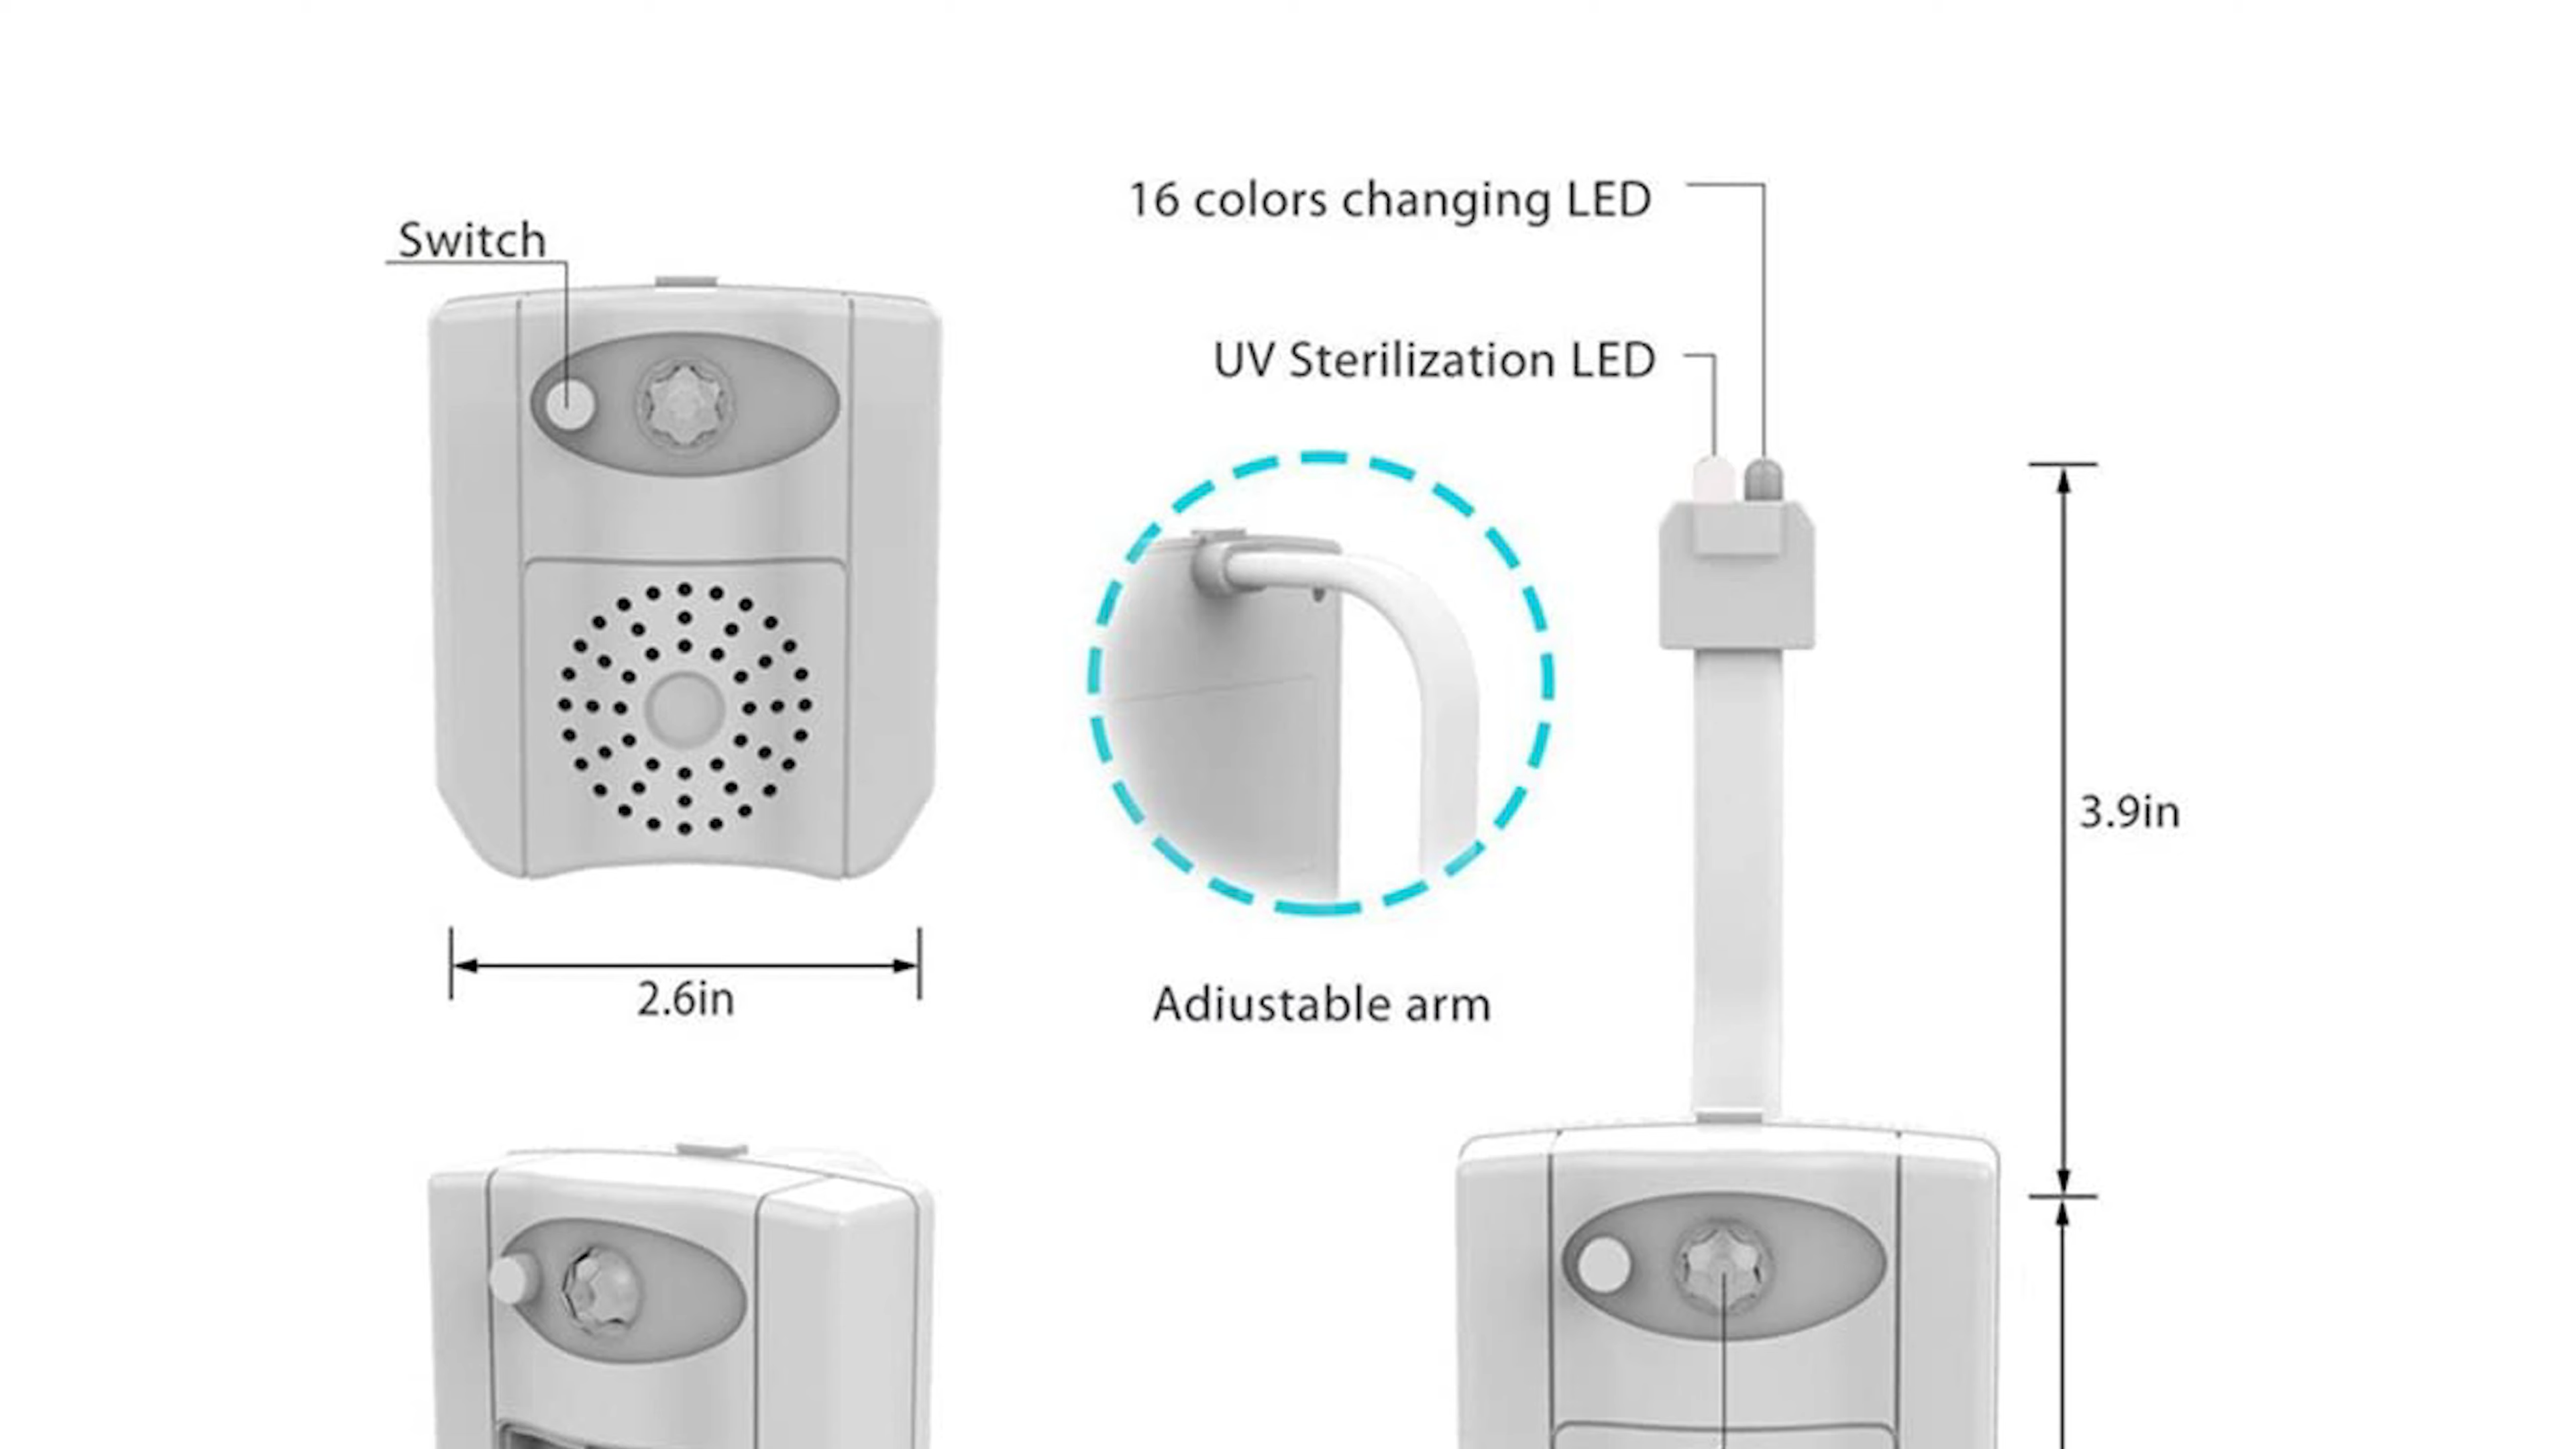 16 colors changing LED
Switch
UV Sterilization LED
3.9in
2.6in
Adiustable arm